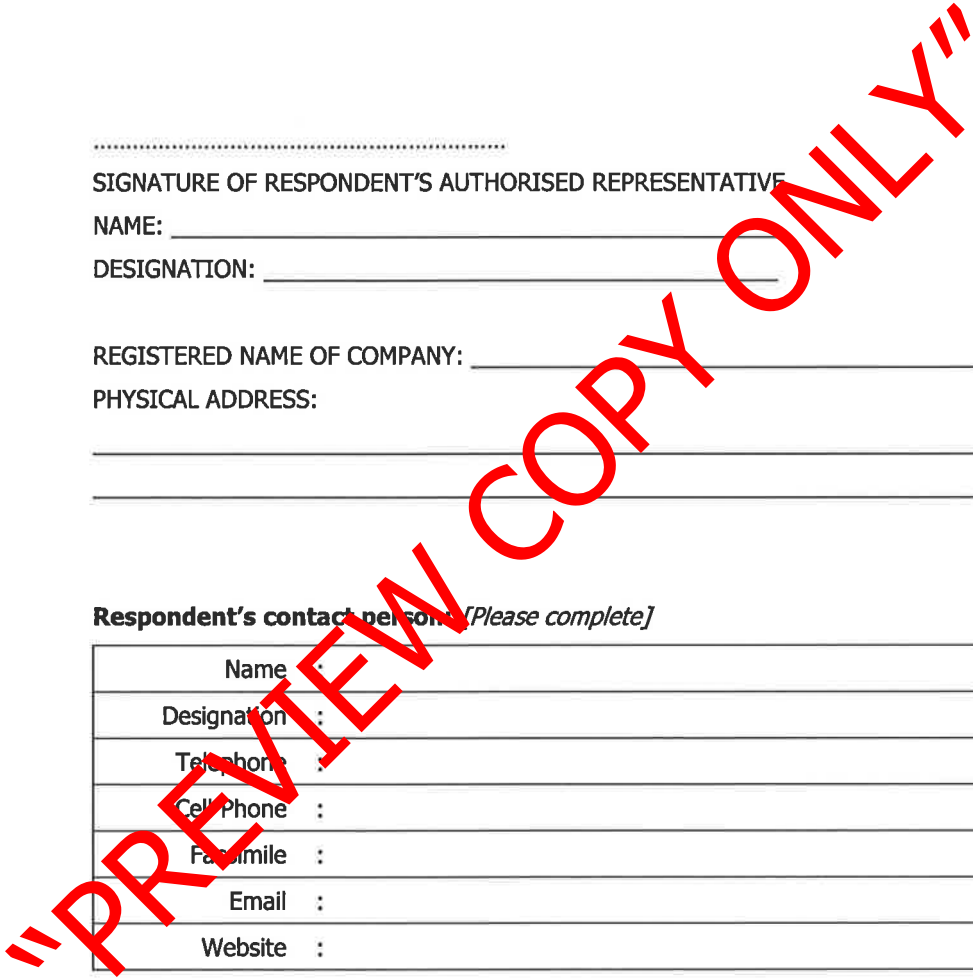 SIGNATURE OF RESPONDENT'S AUTHORISED REPRESENTATIVE
NAME:
DESIGNATION:
REGISTERED NAME OF COMPANY:
PHYSICAL ADDRESS:
Respondent's contact person: [Please complete]
Name :
Designation :
Telephone :
Cell Phone :
Facsimile :
Email :
Website :
"PREVIEW COPY ONLY"